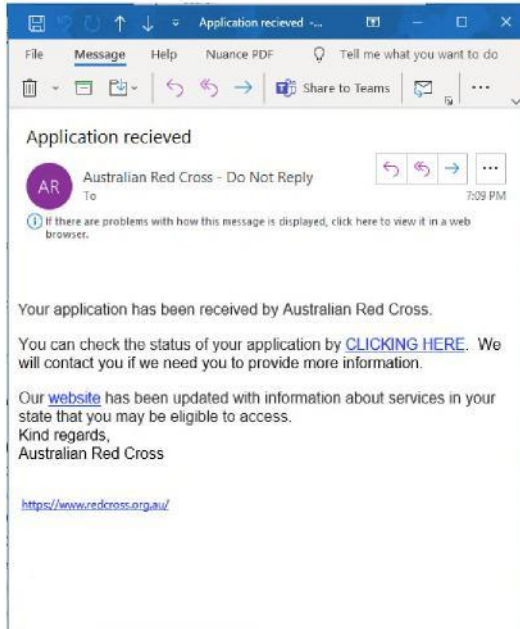 Application recieved -...
File Message Help Nuance PDF Tell me what you want to do
Share to Teams
Application recieved
AR
Australian Red Cross - Do Not Reply
To
7:09 PM
If there are problems with how this message is displayed, click here to view it in a web
browser.
Your application has been received by Australian Red Cross.
You can check the status of your application by CLICKING HERE. We
will contact you if we need you to provide more information.
Our website has been updated with information about services in your
state that you may be eligible to access.
Kind regards,
Australian Red Cross
https://www.redcross.org.au/